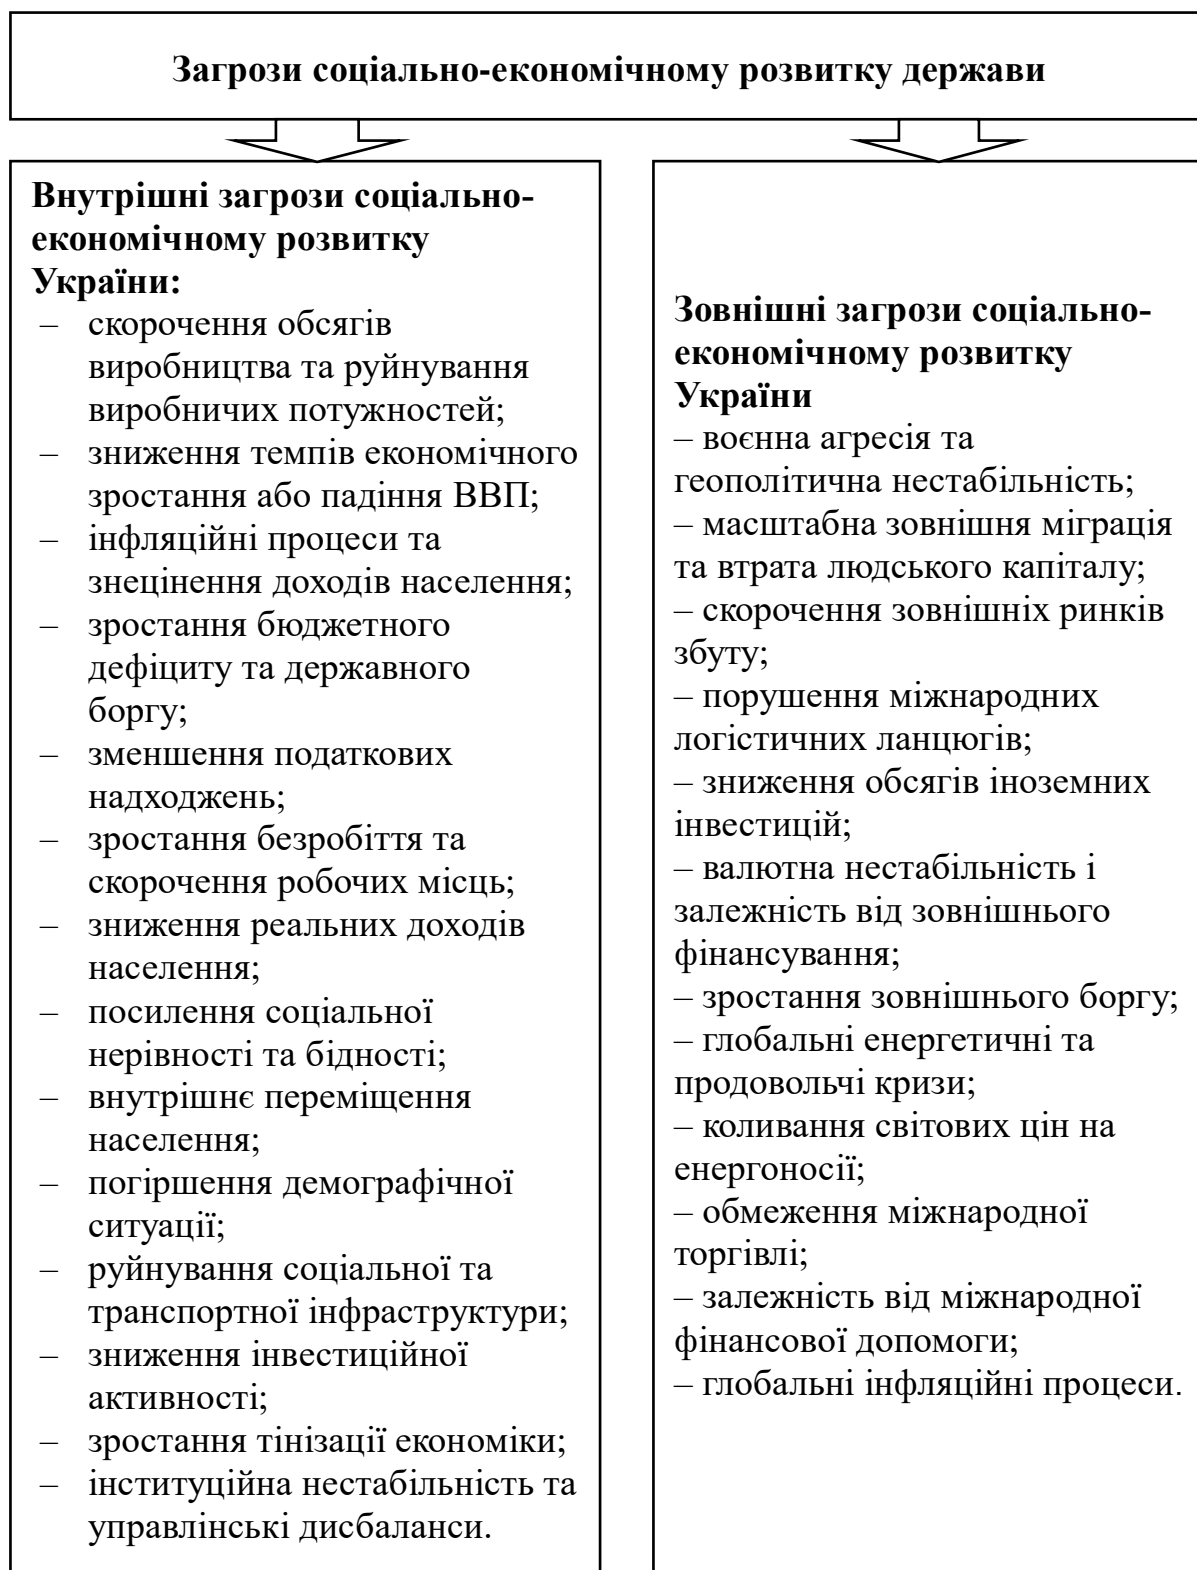 Загрози соціально-економічному розвитку держави
Внутрішні загрози соціально-
економічному розвитку
України:
– скорочення обсягів
виробництва та руйнування
виробничих потужностей;
– зниження темпів економічного
зростання або падіння ВВП;
– інфляційні процеси та
знецінення доходів населення;
– зростання бюджетного
дефіциту та державного
боргу;
– зменшення податкових
надходжень;
– зростання безробіття та
скорочення робочих місць;
– зниження реальних доходів
населення;
– посилення соціальної
нерівності та бідності;
– внутрішнє переміщення
населення;
– погіршення демографічної
ситуації;
– руйнування соціальної та
транспортної інфраструктури;
– зниження інвестиційної
активності;
– зростання тінізації економіки;
– інституційна нестабільність та
управлінські дисбаланси.
Зовнішні загрози соціально-
економічному розвитку
України
– воєнна агресія та
геополітична нестабільність;
– масштабна зовнішня міграція
та втрата людського капіталу;
– скорочення зовнішніх ринків
збуту;
– порушення міжнародних
логістичних ланцюгів;
– зниження обсягів іноземних
інвестицій;
– валютна нестабільність і
залежність від зовнішнього
фінансування;
– зростання зовнішнього боргу;
– глобальні енергетичні та
продовольчі кризи;
– коливання світових цін на
енергоносії;
– обмеження міжнародної
торгівлі;
– залежність від міжнародної
фінансової допомоги;
– глобальні інфляційні процеси.